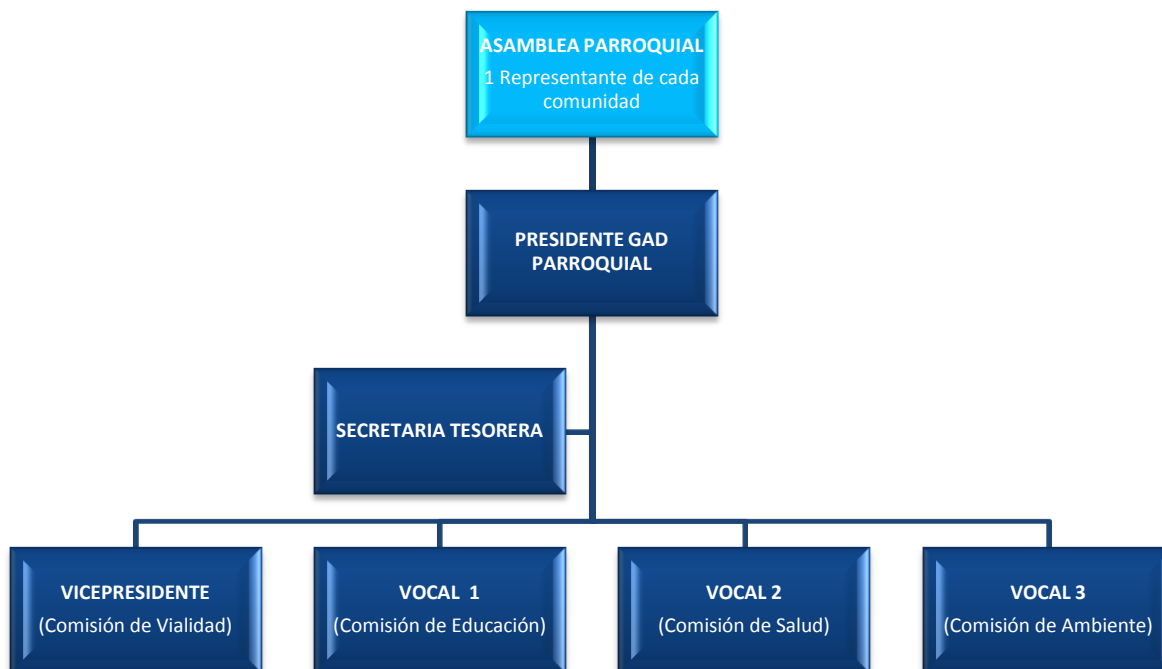 ASAMBLEA PARROQUIAL
1 Representante de cada
comunidad
PRESIDENTE GAD
PARROQUIAL
SECRETARIA TESORERA
VICEPRESIDENTE
(Comisión de Vialidad)
VOCAL 1
(Comisión de Educación)
VOCAL 2
(Comisión de Salud)
VOCAL 3
(Comisión de Ambiente)